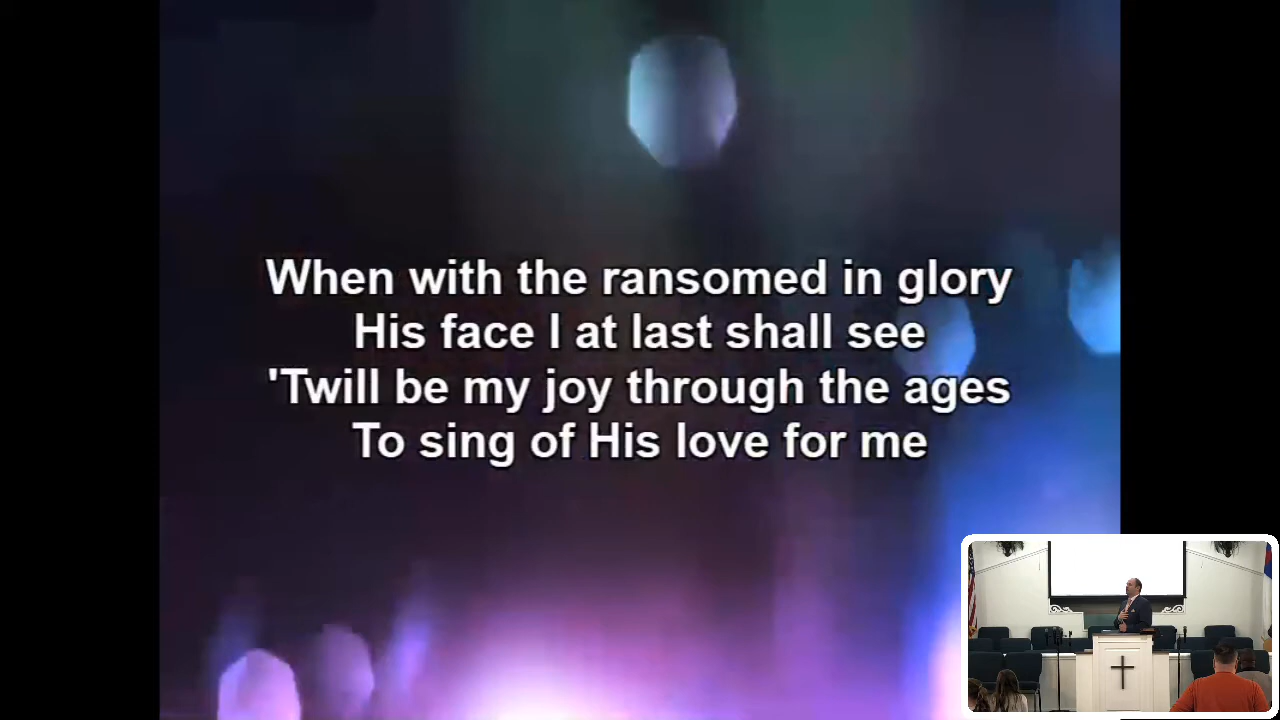 When with the ransomed in glory
His face I at last shall see
'Twill be my joy through the ages
To sing of His love for me